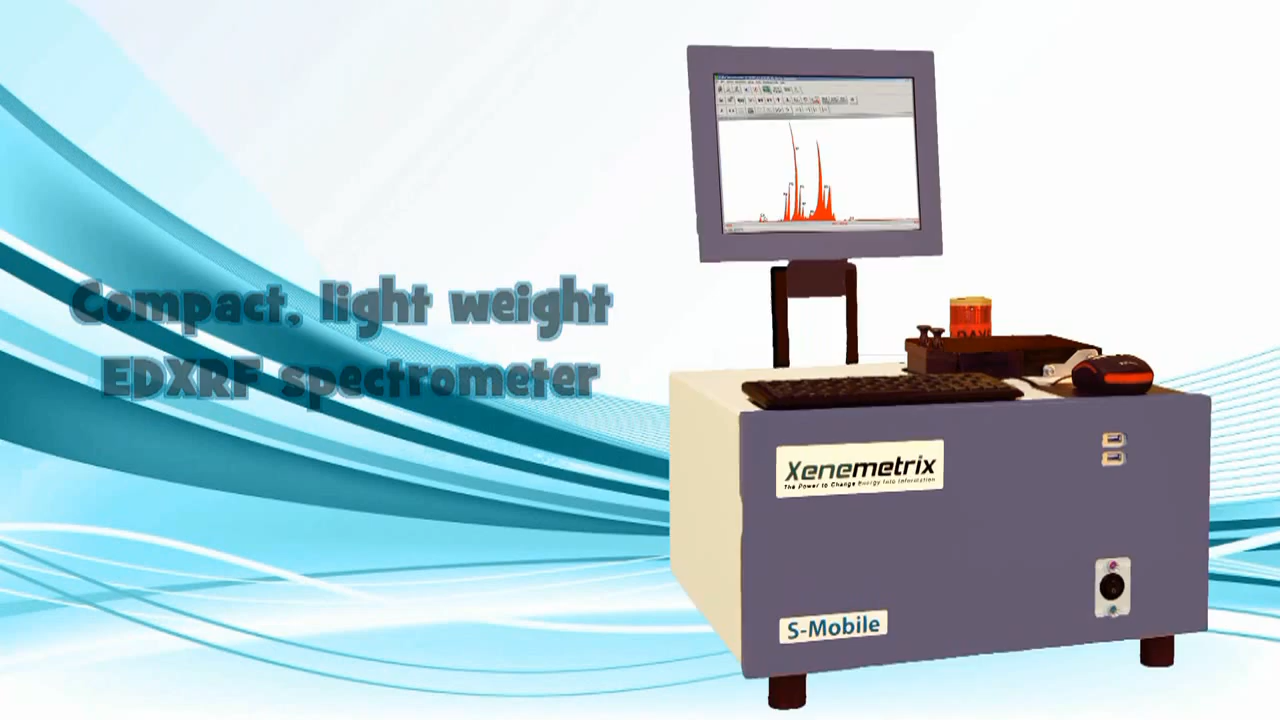 Compact, light weight
EDXRF spectrometer
Xenemetrix
The Power to Change Energy Into Information
S-Mobile